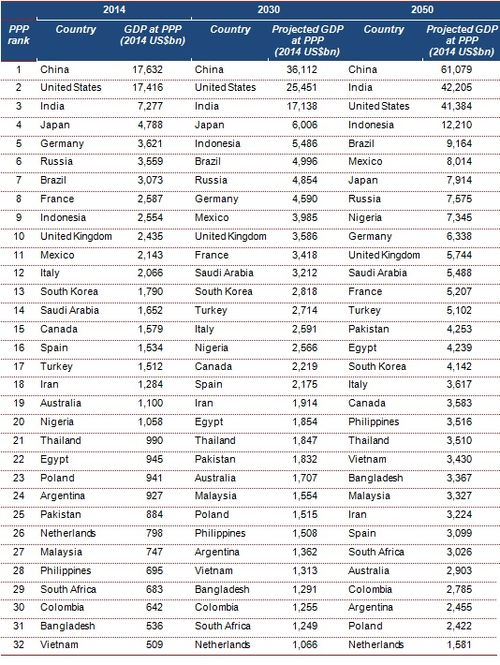 2014 2030 2050
PPP rank Country GDP at PPP (2014 US$bn) Country Projected GDP at PPP (2014 US$bn) Country Projected GDP at PPP (2014 US$bn)
1 China 17,632 China 36,112 China 61,079
2 United States 17,416 United States 25,451 India 42,205
3 India 7,277 India 17,138 United States 41,384
4 Japan 4,788 Japan 6,006 Indonesia 12,210
5 Germany 3,621 Indonesia 5,486 Brazil 9,164
6 Russia 3,559 Brazil 4,996 Mexico 8,014
7 Brazil 3,073 Russia 4,854 Japan 7,914
8 France 2,587 Germany 4,590 Russia 7,575
9 Indonesia 2,554 Mexico 3,985 Nigeria 7,345
10 United Kingdom 2,435 United Kingdom 3,586 Germany 6,338
11 Mexico 2,143 France 3,418 United Kingdom 5,744
12 Italy 2,066 Saudi Arabia 3,212 Saudi Arabia 5,488
13 South Korea 1,790 South Korea 2,818 France 5,207
14 Saudi Arabia 1,652 Turkey 2,714 Turkey 5,102
15 Canada 1,579 Italy 2,591 Pakistan 4,253
16 Spain 1,534 Nigeria 2,566 Egypt 4,239
17 Turkey 1,512 Canada 2,219 South Korea 4,142
18 Iran 1,284 Spain 2,175 Italy 3,617
19 Australia 1,100 Iran 1,914 Canada 3,583
20 Nigeria 1,058 Egypt 1,854 Philippines 3,516
21 Thailand 990 Thailand 1,847 Thailand 3,510
22 Egypt 945 Pakistan 1,832 Vietnam 3,430
23 Poland 941 Australia 1,707 Bangladesh 3,367
24 Argentina 927 Malaysia 1,554 Malaysia 3,327
25 Pakistan 884 Poland 1,515 Iran 3,224
26 Netherlands 798 Philippines 1,508 Spain 3,099
27 Malaysia 747 Argentina 1,362 South Africa 3,026
28 Philippines 695 Vietnam 1,313 Australia 2,903
29 South Africa 683 Bangladesh 1,291 Colombia 2,785
30 Colombia 642 Colombia 1,255 Argentina 2,455
31 Bangladesh 536 South Africa 1,249 Poland 2,422
32 Vietnam 509 Netherlands 1,066 Netherlands 1,581